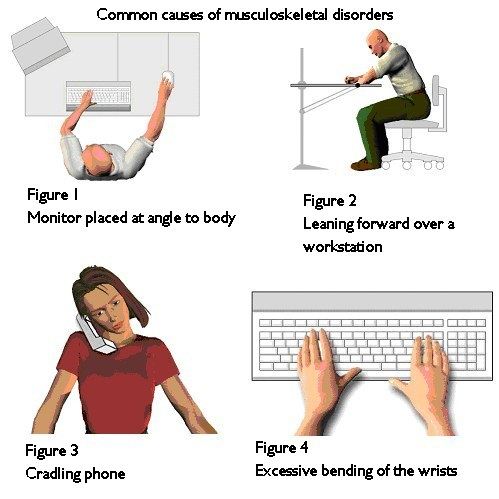 Common causes of musculoskeletal disorders
Figure 1
Monitor placed at angle to body
Figure 2
Leaning forward over a
workstation
Figure 3
Cradling phone
Figure 4
Excessive bending of the wrists